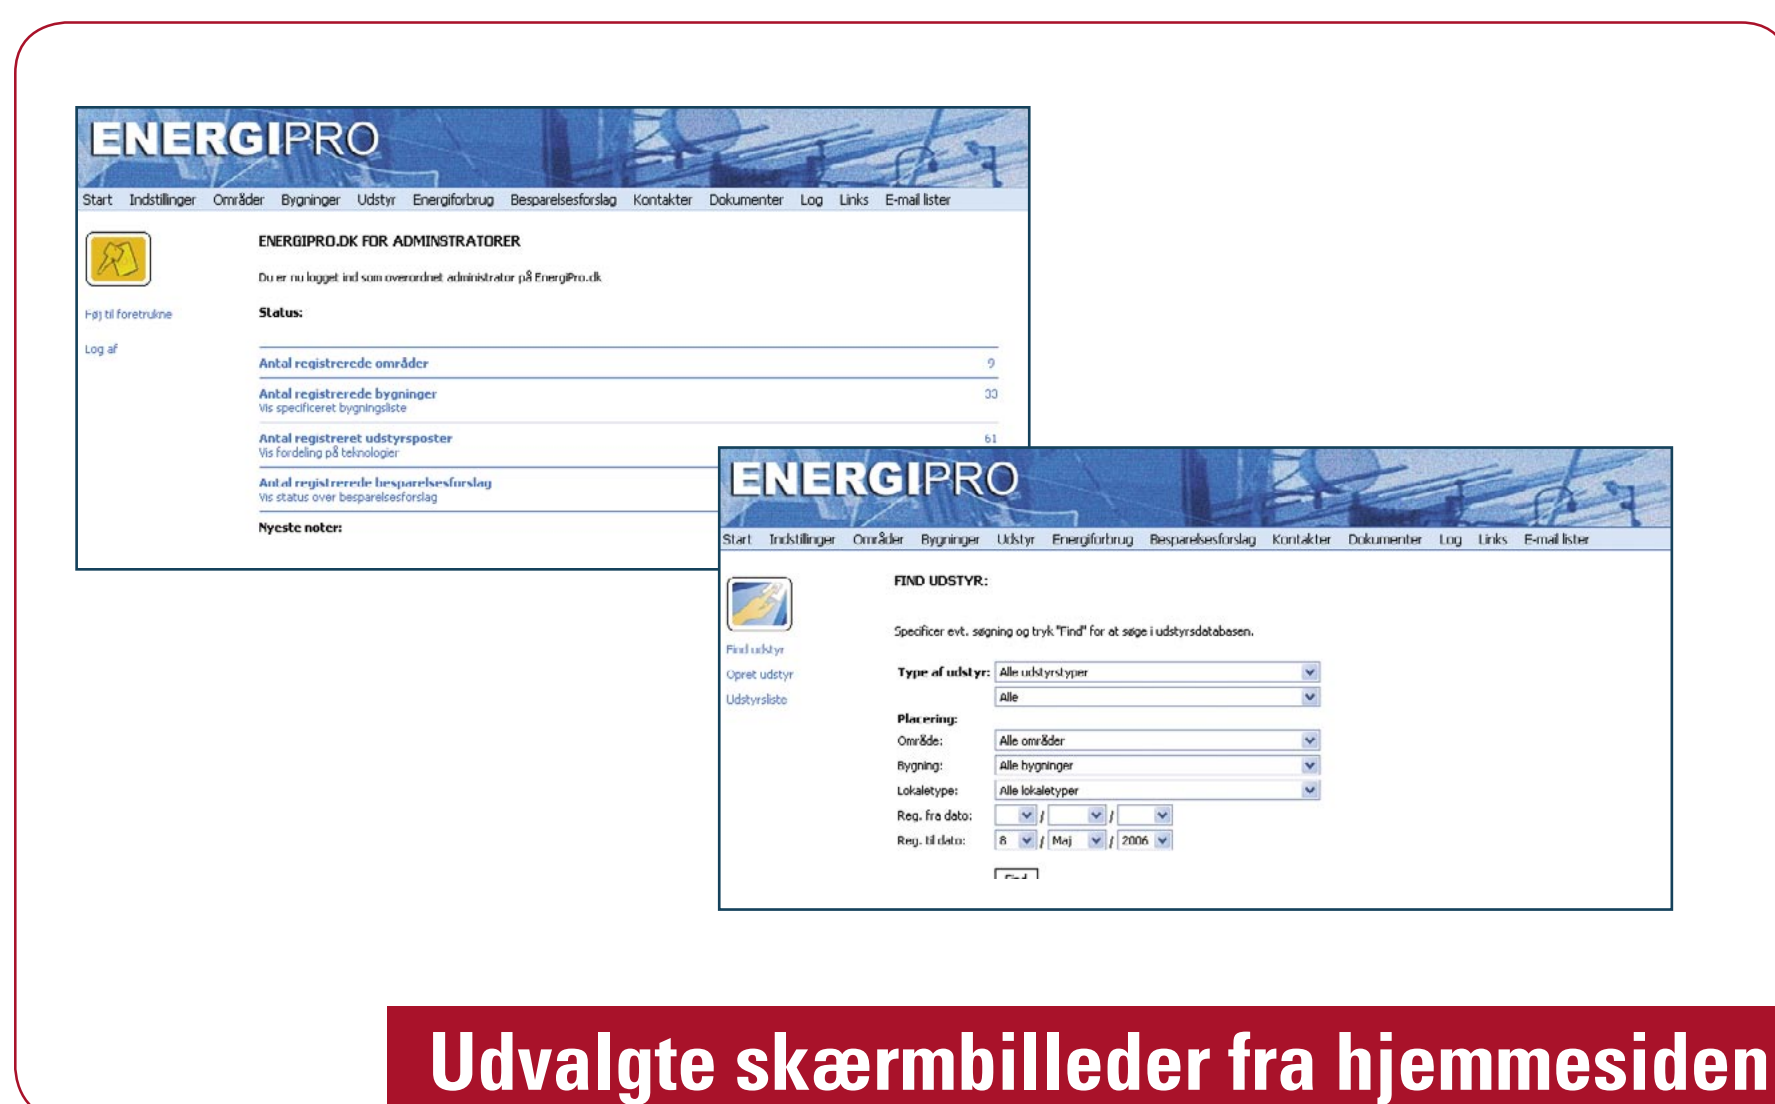 ENERGIPRO
Start Indstillinger Områder Bygninger Udstyr Energiforbrug Besparelsesforslag Kontakter Dokumenter Log Links E-mail lister
ENERGIPRO.DK FOR ADMINSTRATORER
Du er nu logget ind som overordnet administrator på EnergiPro.dk
Føj til foretrukne
Status:
Log af
Antal registrerede områder 9
Antal registrerede bygninger 33
Vis specificeret bygningsliste
Antal registreret udstyrsposter 61
Vis fordeling på teknologier
Antal registrerede besparelsesforslag
Vis status over besparelsesforslag
Nyeste noter:
ENERGIPRO
Start Indstillinger Områder Bygninger Udstyr Energiforbrug Besparelsesforslag Kontakter Dokumenter Log Links E-mail lister
FIND UDSTYR:
Specificer evt. søgning og tryk "Find" for at søge i udstyrsdatabasen.
Find udstyr
Opret udstyr
Udstyrsliste
Type af udstyr: Alle udstyrstyper
Alle
Placering:
Område: Alle områder
Bygning: Alle bygninger
Lokaletype: Alle lokaletyper
Reg. fra dato: / /
Reg. til dato: 8 / Maj / 2006
Find
Udvalgte skærmbilleder fra hjemmesiden